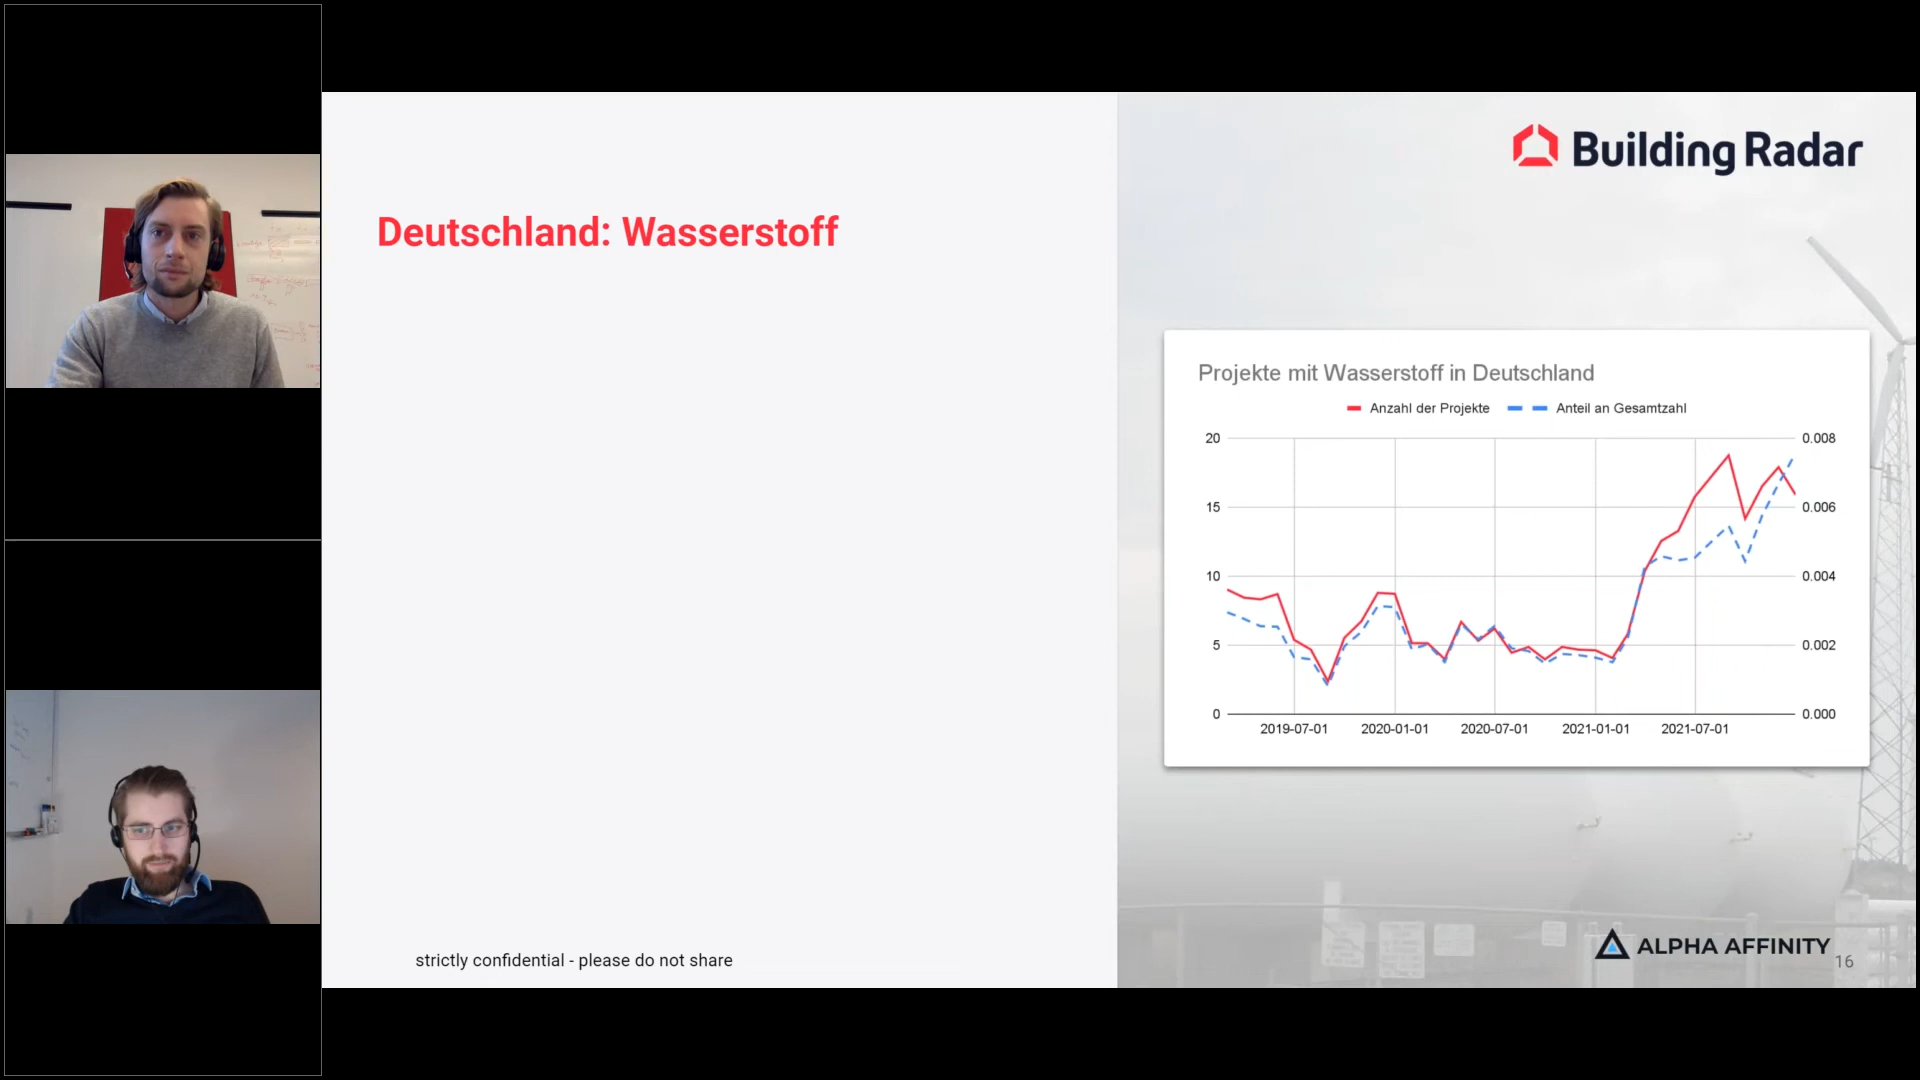 Building Radar
Deutschland: Wasserstoff
Projekte mit Wasserstoff in Deutschland
Anzahl der Projekte
Anteil an Gesamtzahl
20
15
10
5
0
0.008
0.006
0.004
0.002
0.000
2019-07-01
2020-01-01
2020-07-01
2021-01-01
2021-07-01
strictly confidential - please do not share
ALPHA AFFINITY
16